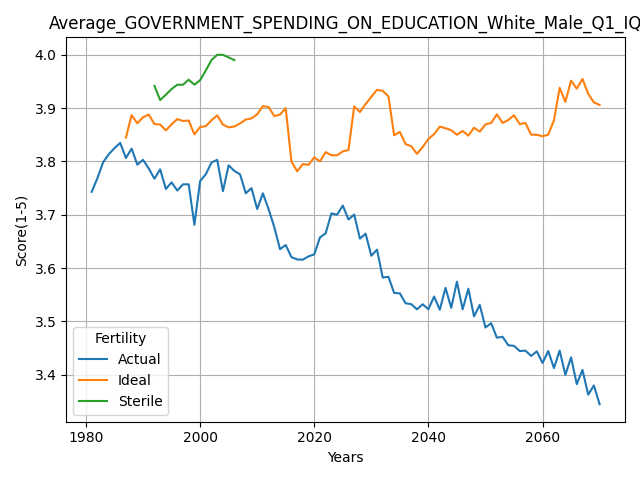 Average_GOVERNMENT_SPENDING_ON_EDUCATION_White_Male_Q1_IQ
4.0
3.9
3.8
3.7
3.6
3.5
3.4
Score(1-5)
Fertility
Actual
Ideal
Sterile
1980 2000 2020 2040 2060
Years